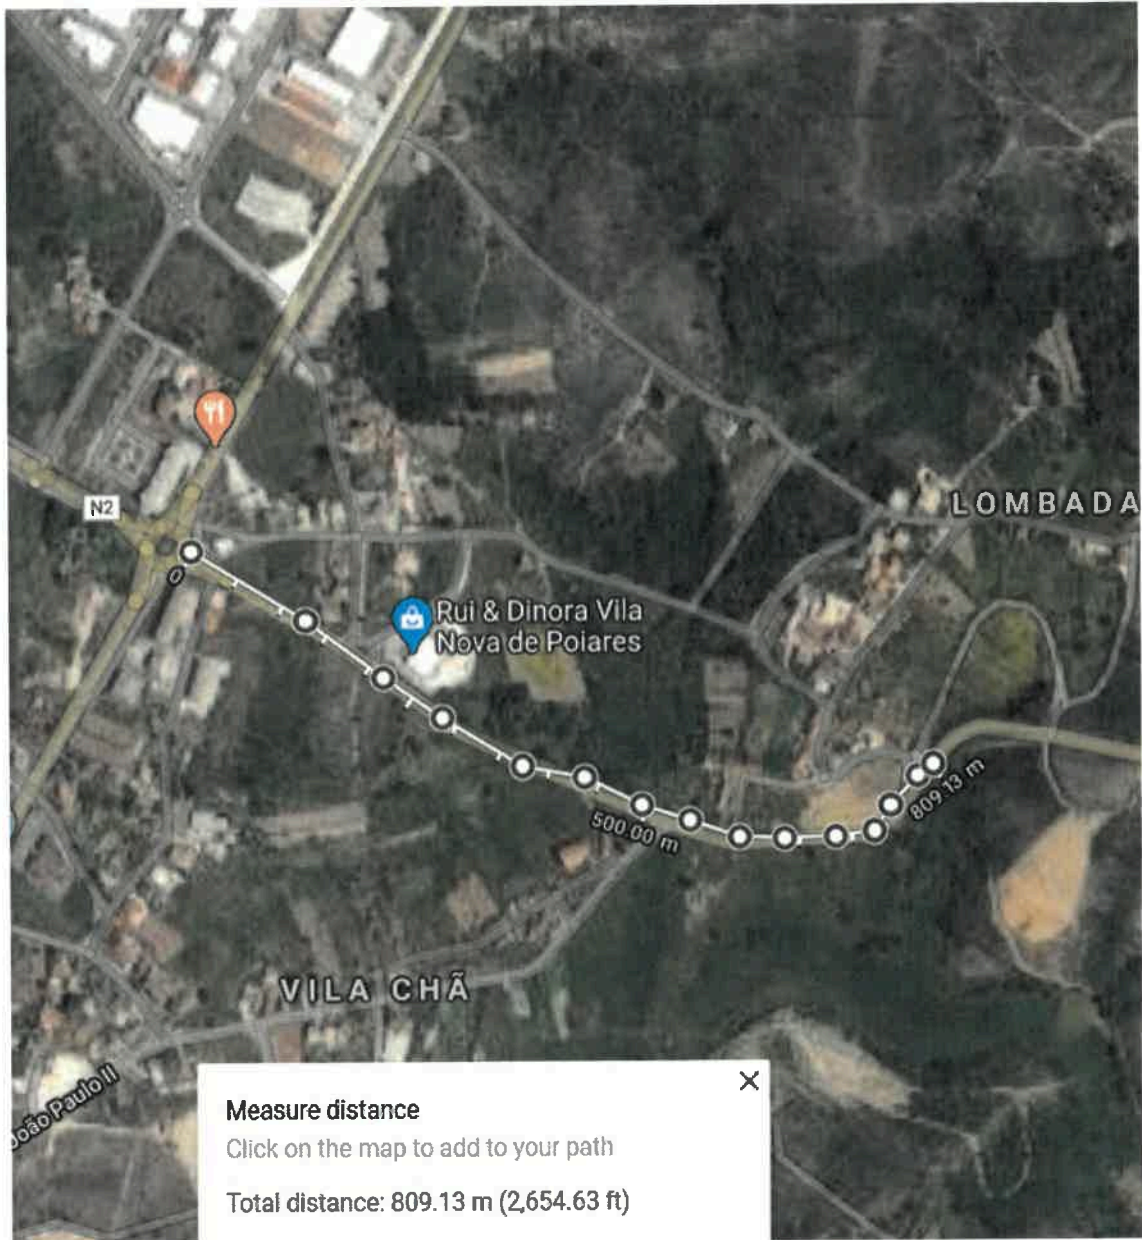 N2
LOMBADA
0
Rui & Dinora Vila
Nova de Poiares
809.13 m
500.00 m
VILA CHÃ
João Paulo II
Measure distance
Click on the map to add to your path
Total distance: 809.13 m (2,654.63 ft)